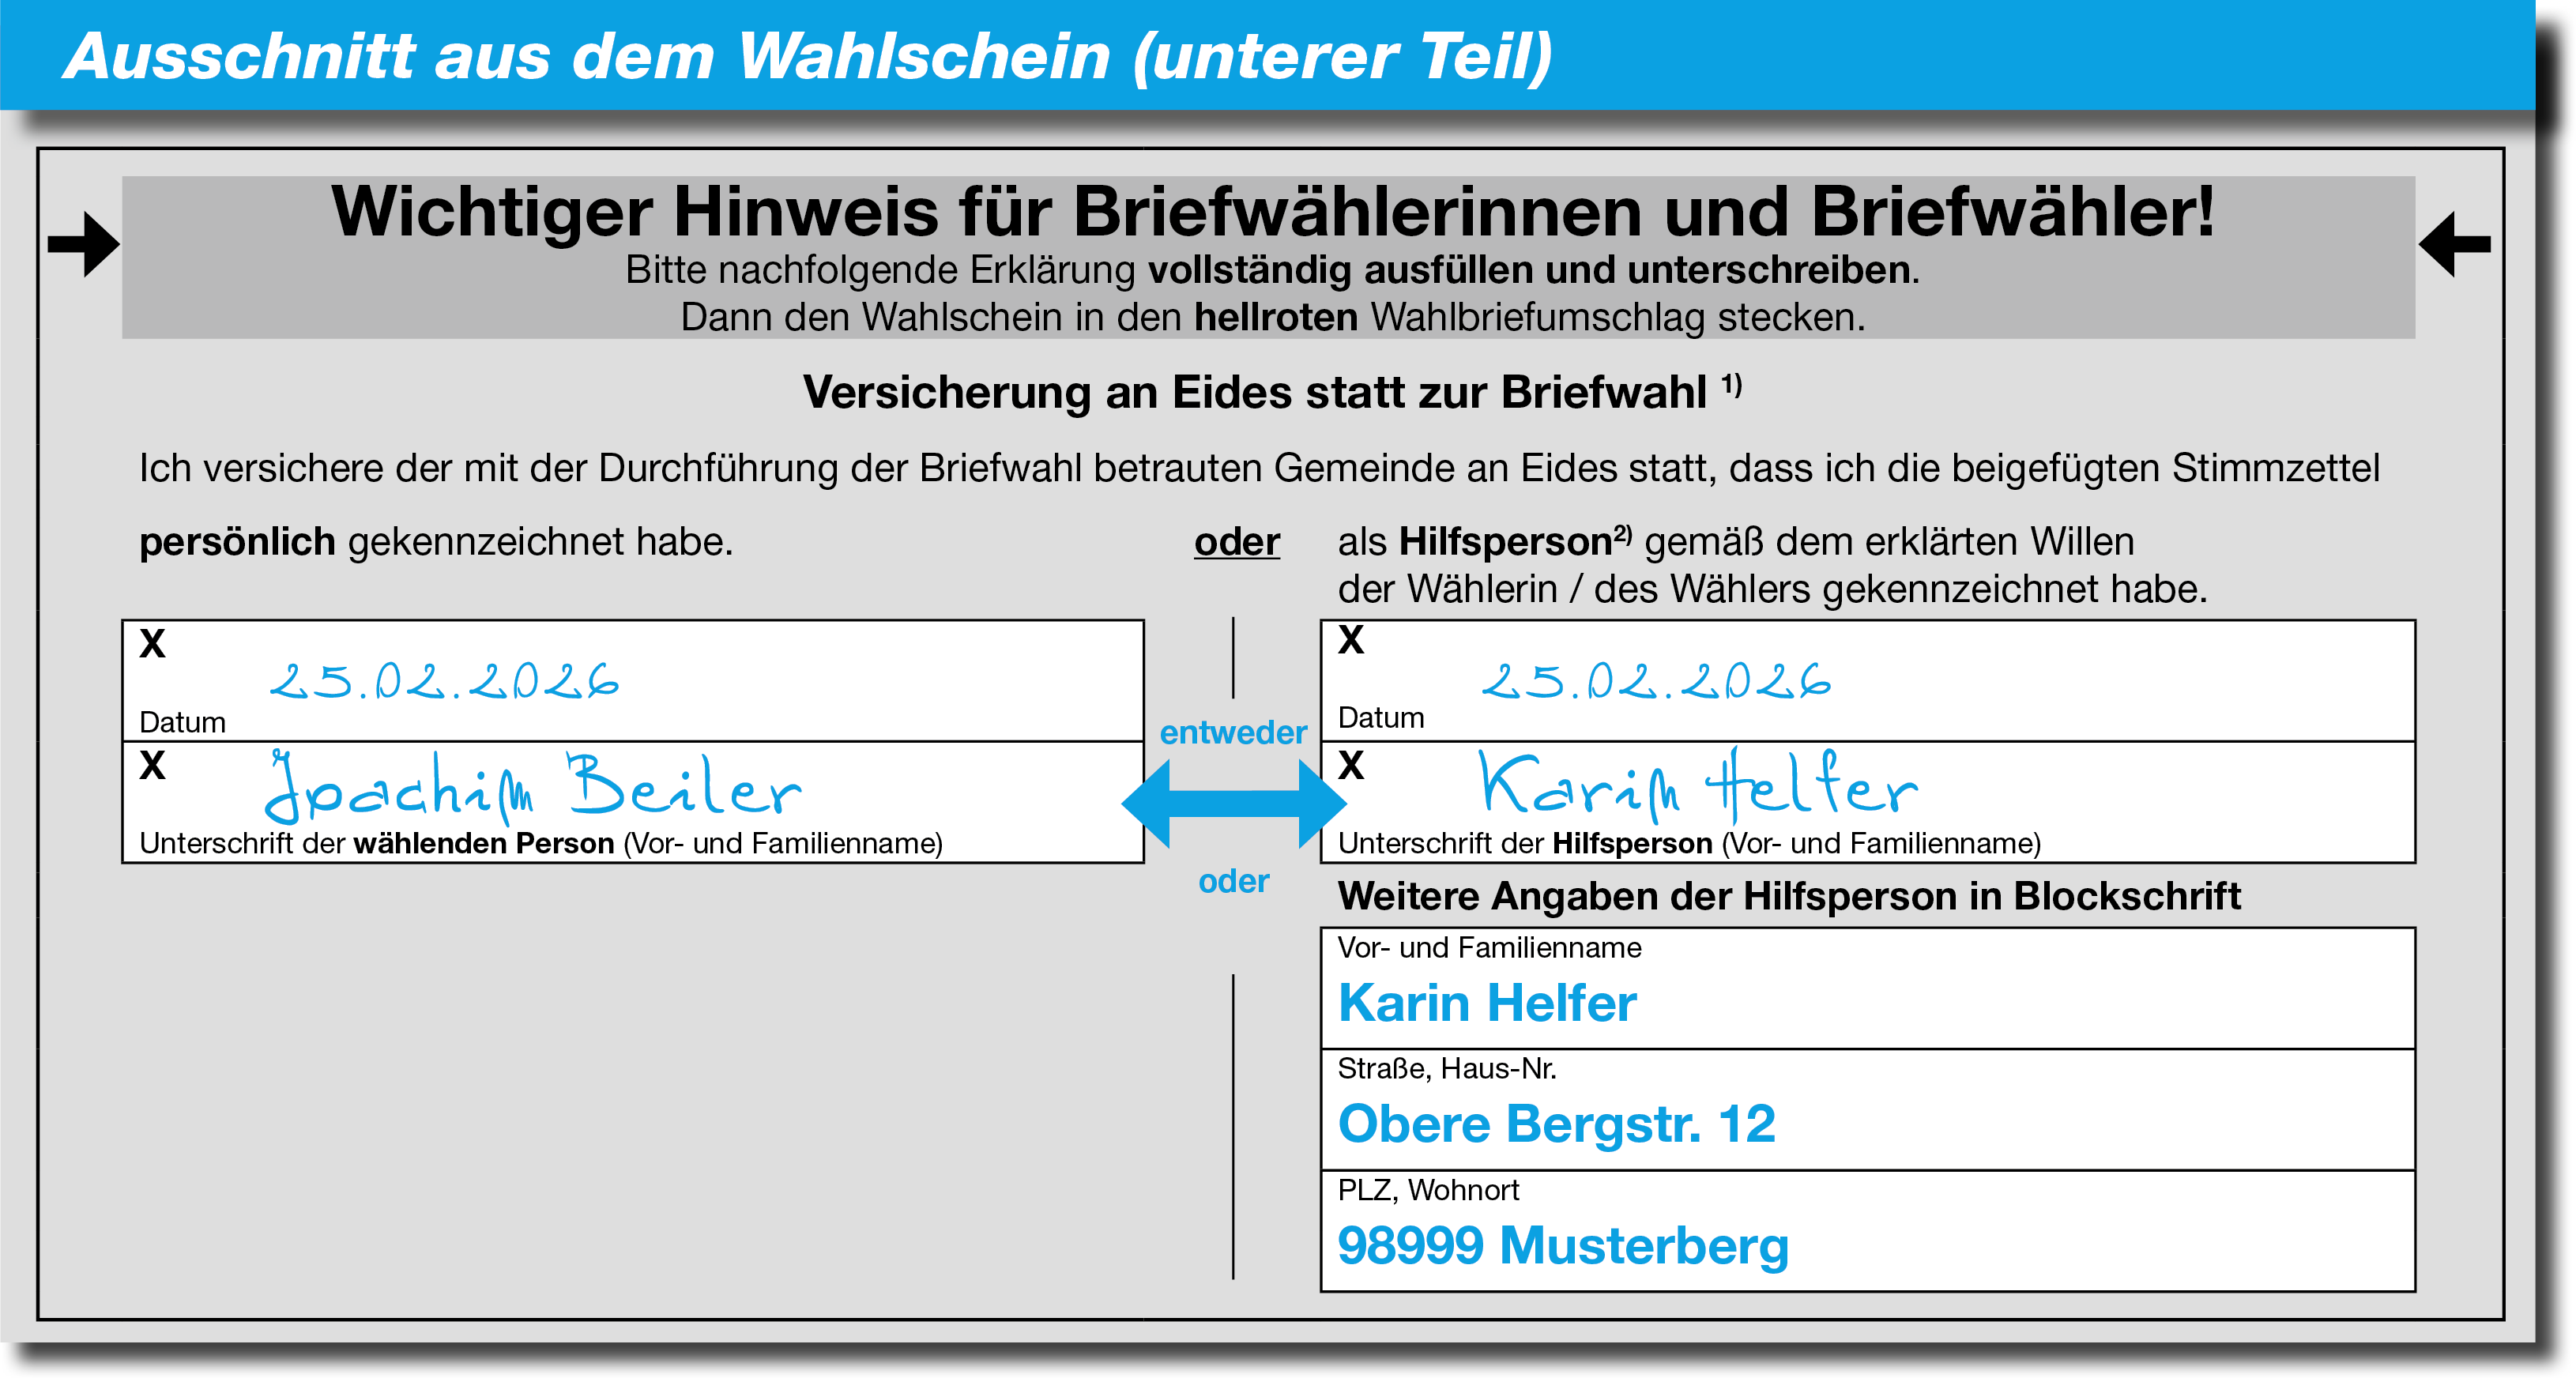 Ausschnitt aus dem Wahlschein (unterer Teil)
Wichtiger Hinweis für Briefwählerinnen und Briefwähler!
Bitte nachfolgende Erklärung vollständig ausfüllen und unterschreiben.
Dann den Wahlschein in den hellroten Wahlbriefumschlag stecken.
Versicherung an Eides statt zur Briefwahl 1)
Ich versichere der mit der Durchführung der Briefwahl betrauten Gemeinde an Eides statt, dass ich die beigefügten Stimmzettel
persönlich gekennzeichnet habe.
oder
als Hilfsperson2) gemäß dem erklärten Willen
der Wählerin / des Wählers gekennzeichnet habe.
X
25.02.2026
Datum
X
Joachim Beiler
Unterschrift der wählenden Person (Vor- und Familienname)
entweder
oder
X
25.02.2026
Datum
X
Karin Helfer
Unterschrift der Hilfsperson (Vor- und Familienname)
Weitere Angaben der Hilfsperson in Blockschrift
Vor- und Familienname
Karin Helfer
Straße, Haus-Nr.
Obere Bergstr. 12
PLZ, Wohnort
98999 Musterberg